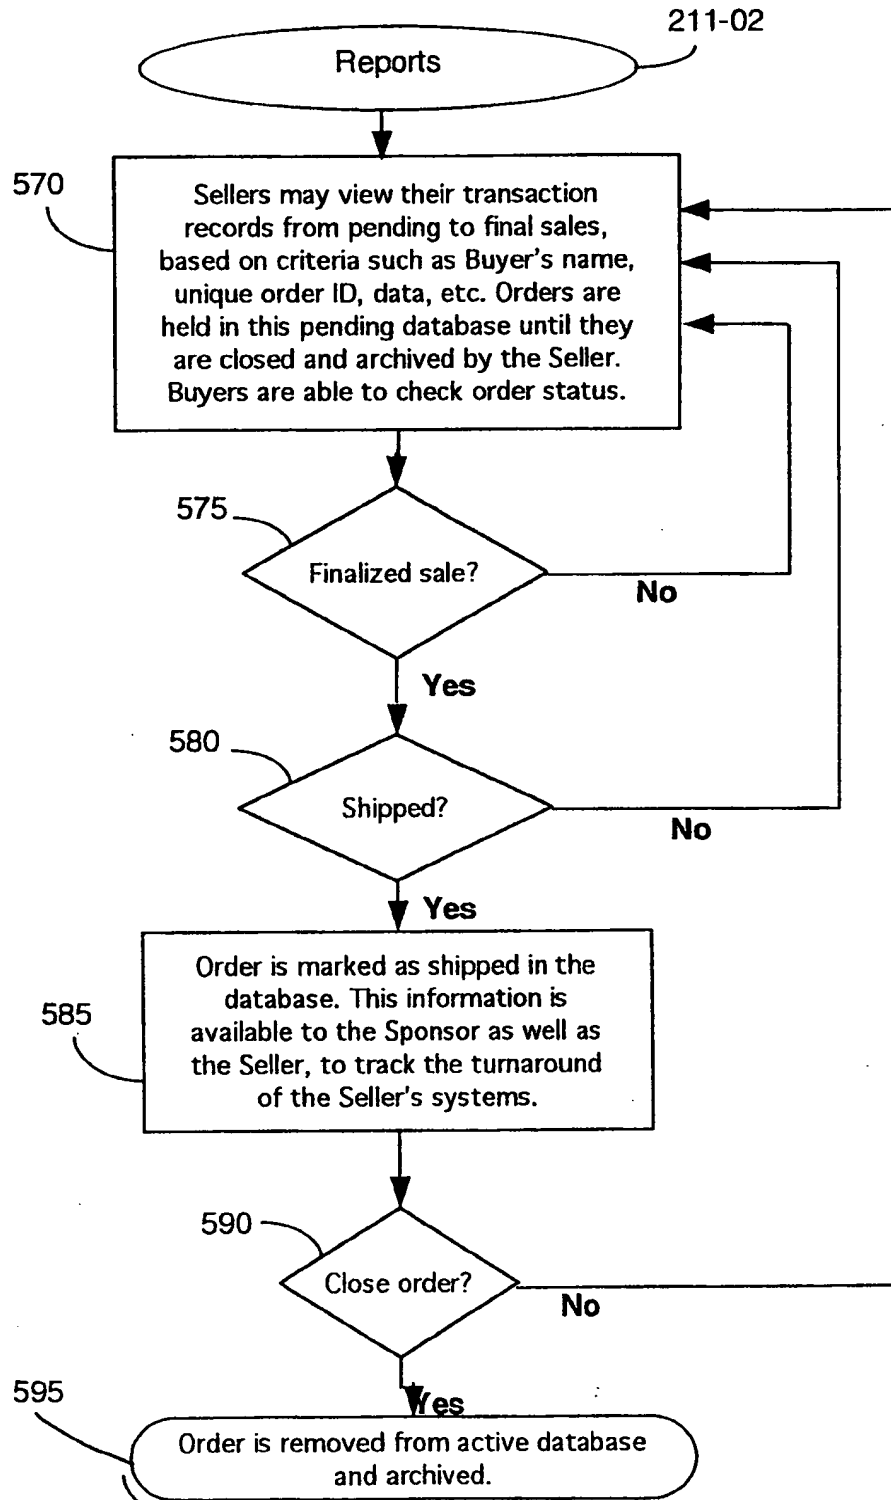 211-02
Reports
570
Sellers may view their transaction
records from pending to final sales,
based on criteria such as Buyer's name,
unique order ID, data, etc. Orders are
held in this pending database until they
are closed and archived by the Seller.
Buyers are able to check order status.
575
Finalized sale?
No
Yes
580
Shipped?
No
Yes
Order is marked as shipped in the
database. This information is
available to the Sponsor as well as
the Seller, to track the turnaround
of the Seller's systems.
585
590
Close order?
No
Yes
595
Order is removed from active database
and archived.